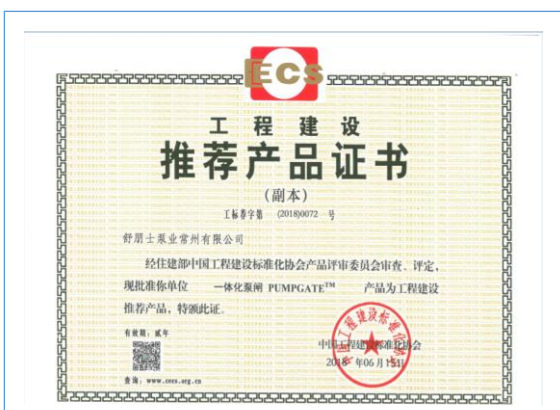 ECS
工程建设
推荐产品证书
（副本）
工标荐字第 (2018)0072 号
舒朋士泵业常州有限公司
经住建部中国工程建设标准化协会产品评审委员会审查、评定，
现批准你单位 一体化泵闸 PUMPGATE™ 产品为工程建设
推荐产品，特颁此证。
有效期：贰年
中国工程建设标准化协会
2018年06月15日
查询：www.cecs.org.cn